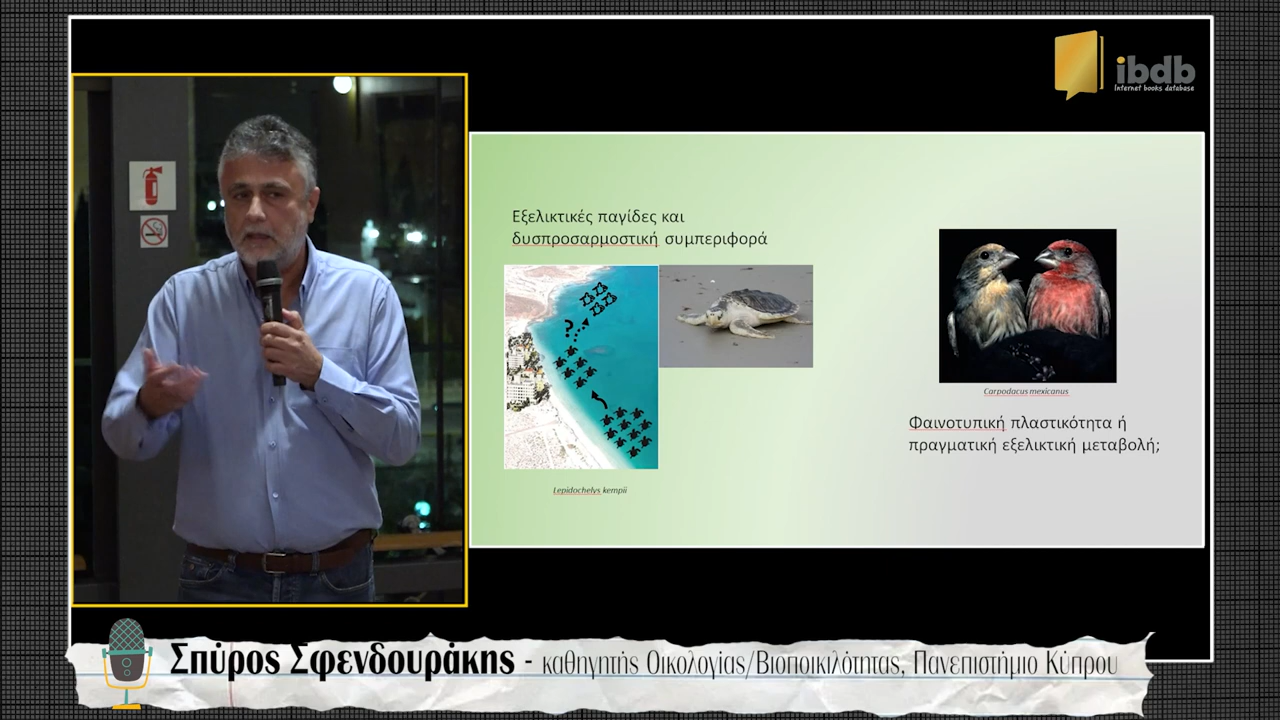 ibdb
Internet books database
Εξελικτικές παγίδες και
δυσπροσαρμοστική συμπεριφορά
?
Lepidochelys kempii
Carpodacus mexicanus
Φαινοτυπική πλαστικότητα ή
πραγματική εξελικτική μεταβολή;
Σπύρος Σφενδουράκης - καθηγητής Οικολογίας/Βιοποικιλότητας, Πανεπιστήμιο Κύπρου